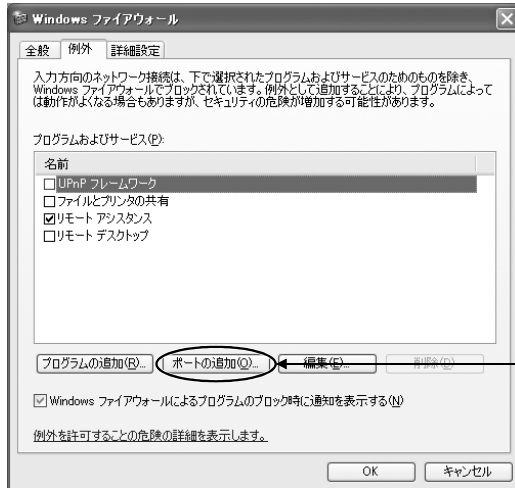 Windows ファイアウォール
全般 例外 詳細設定
入力方向のネットワーク接続は、下で選択されたプログラムおよびサービスのためのものを除き、
Windows ファイアウォールでブロックされています。例外として追加することにより、プログラムによって
は動作がよくなる場合もありますが、セキュリティの危険が増加する可能性があります。
プログラムおよびサービス(P):
名前
UPnP フレームワーク
ファイルとプリンタの共有
リモート アシスタンス
リモート デスクトップ
プログラムの追加(R)... ポートの追加(O)... 編集(E)... 削除(D)
Windows ファイアウォールによるプログラムのブロック時に通知を表示する(N)
例外を許可することの危険の詳細を表示します。
OK キャンセル